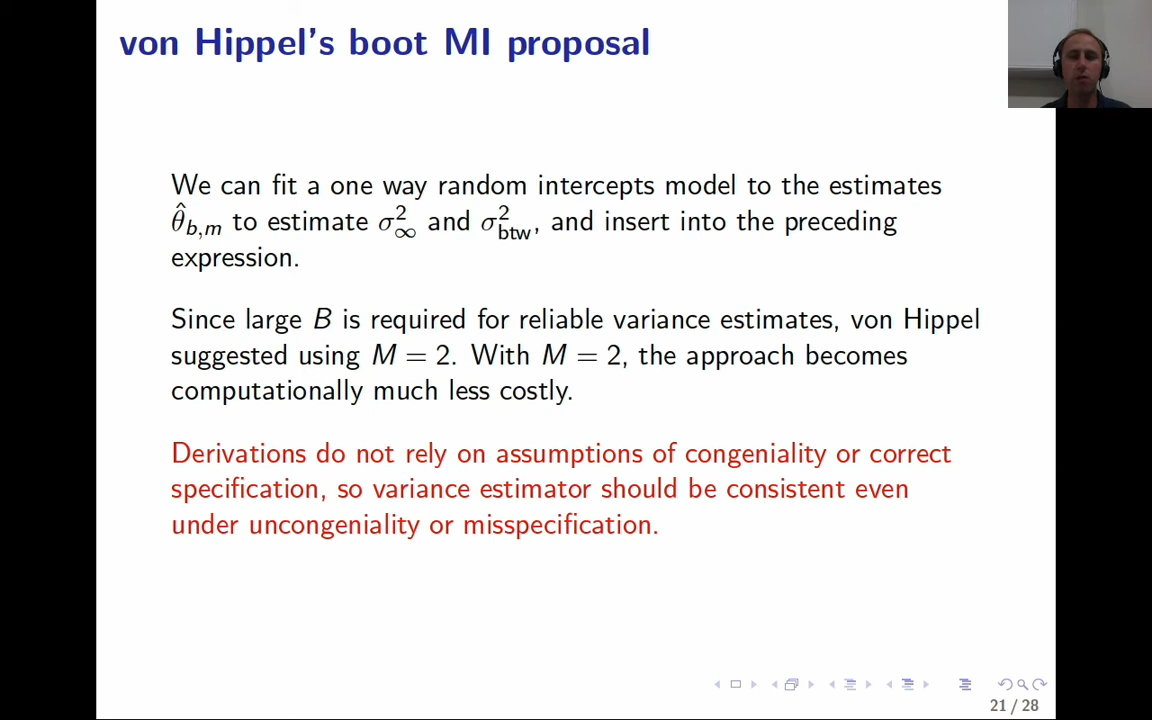 von Hippel's boot MI proposal
We can fit a one way random intercepts model to the estimates
θ̂_{b,m} to estimate σ²_∞ and σ²_btw, and insert into the preceding
expression.
Since large B is required for reliable variance estimates, von Hippel
suggested using M = 2. With M = 2, the approach becomes
computationally much less costly.
Derivations do not rely on assumptions of congeniality or correct
specification, so variance estimator should be consistent even
under uncongeniality or misspecification.
21 / 28